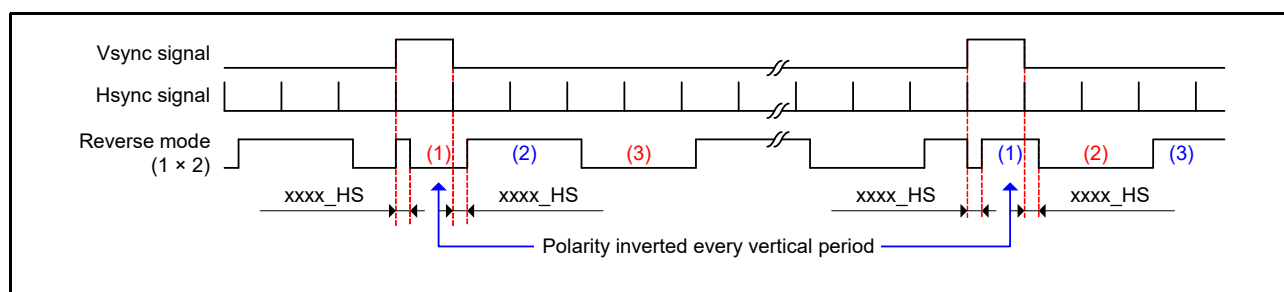 Vsync signal
Hsync signal
Reverse mode
(1 × 2)
(1) (2) (3) (1) (2) (3)
xxxx_HS xxxx_HS xxxx_HS xxxx_HS
Polarity inverted every vertical period